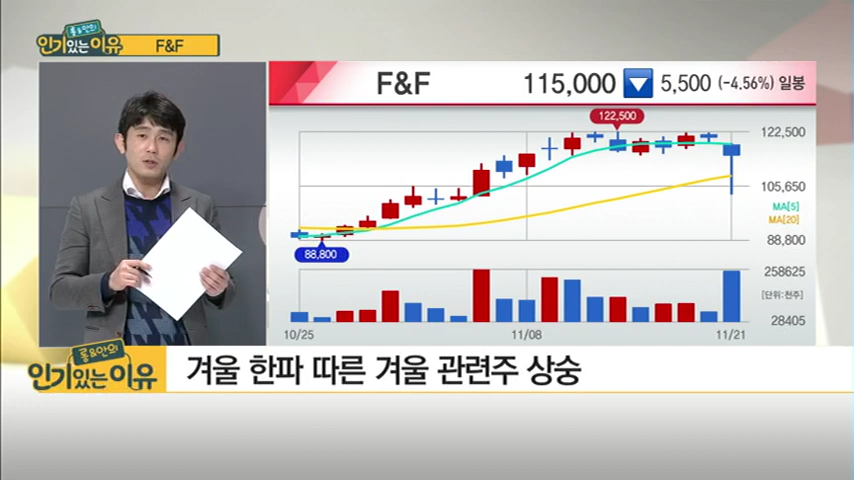 롱&안의
인기있는이유
F&F
F&F 115,000 ▼ 5,500 (-4.56%) 일봉
122,500
122,500
105,650
MA[5]
MA[20]
88,800
88,800
258625
[단위:천주]
28405
10/25 11/08 11/21
롱&안의
인기있는이유
겨울 한파 따른 겨울 관련주 상숭